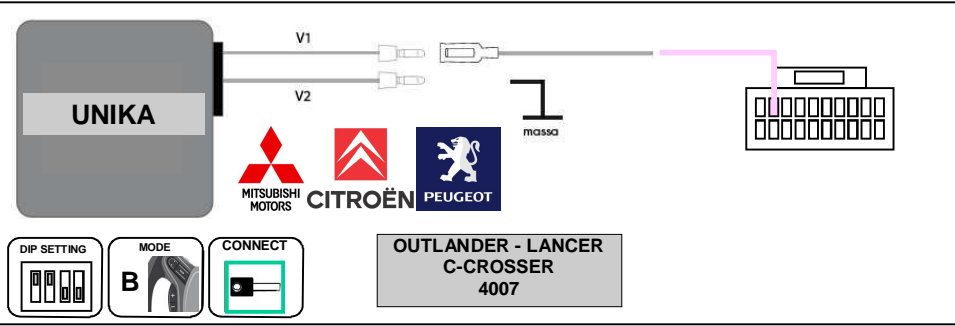 V1
V2
UNIKA
massa
MITSUBISHI
MOTORS
CITROËN
PEUGEOT
DIP SETTING
MODE
B
CONNECT
OUTLANDER - LANCER
C-CROSSER
4007